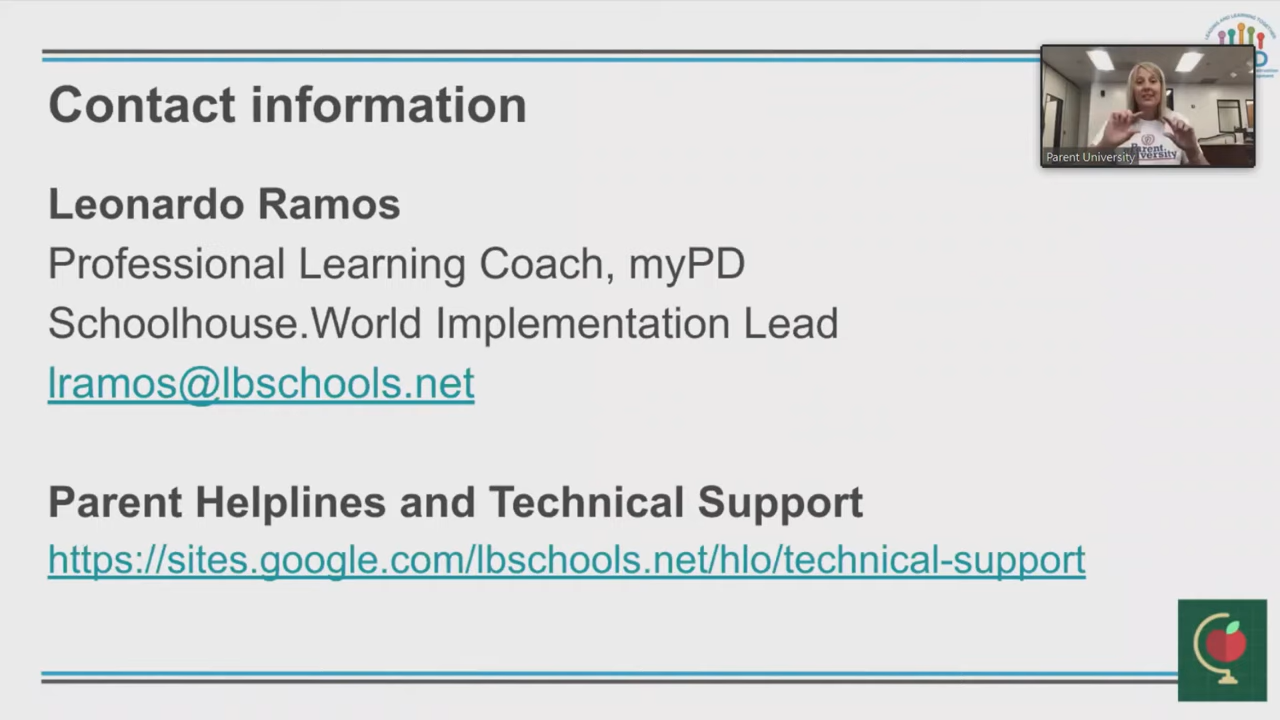 Contact information
Leonardo Ramos
Professional Learning Coach, myPD
Schoolhouse.World Implementation Lead
lramos@lbschools.net
Parent Helplines and Technical Support
https://sites.google.com/lbschools.net/hlo/technical-support
Parent University